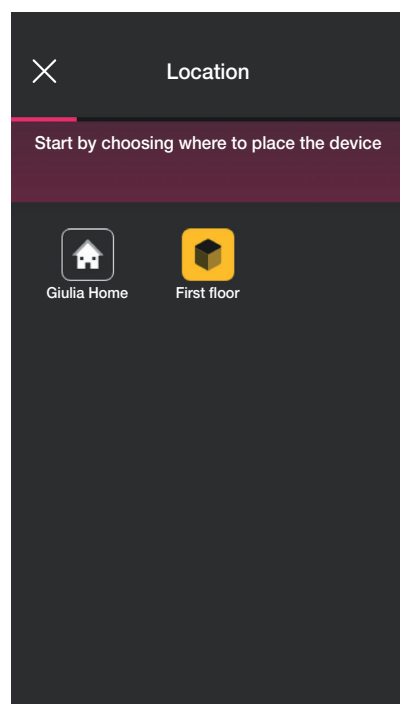 Location
Start by choosing where to place the device
Giulia Home
First floor